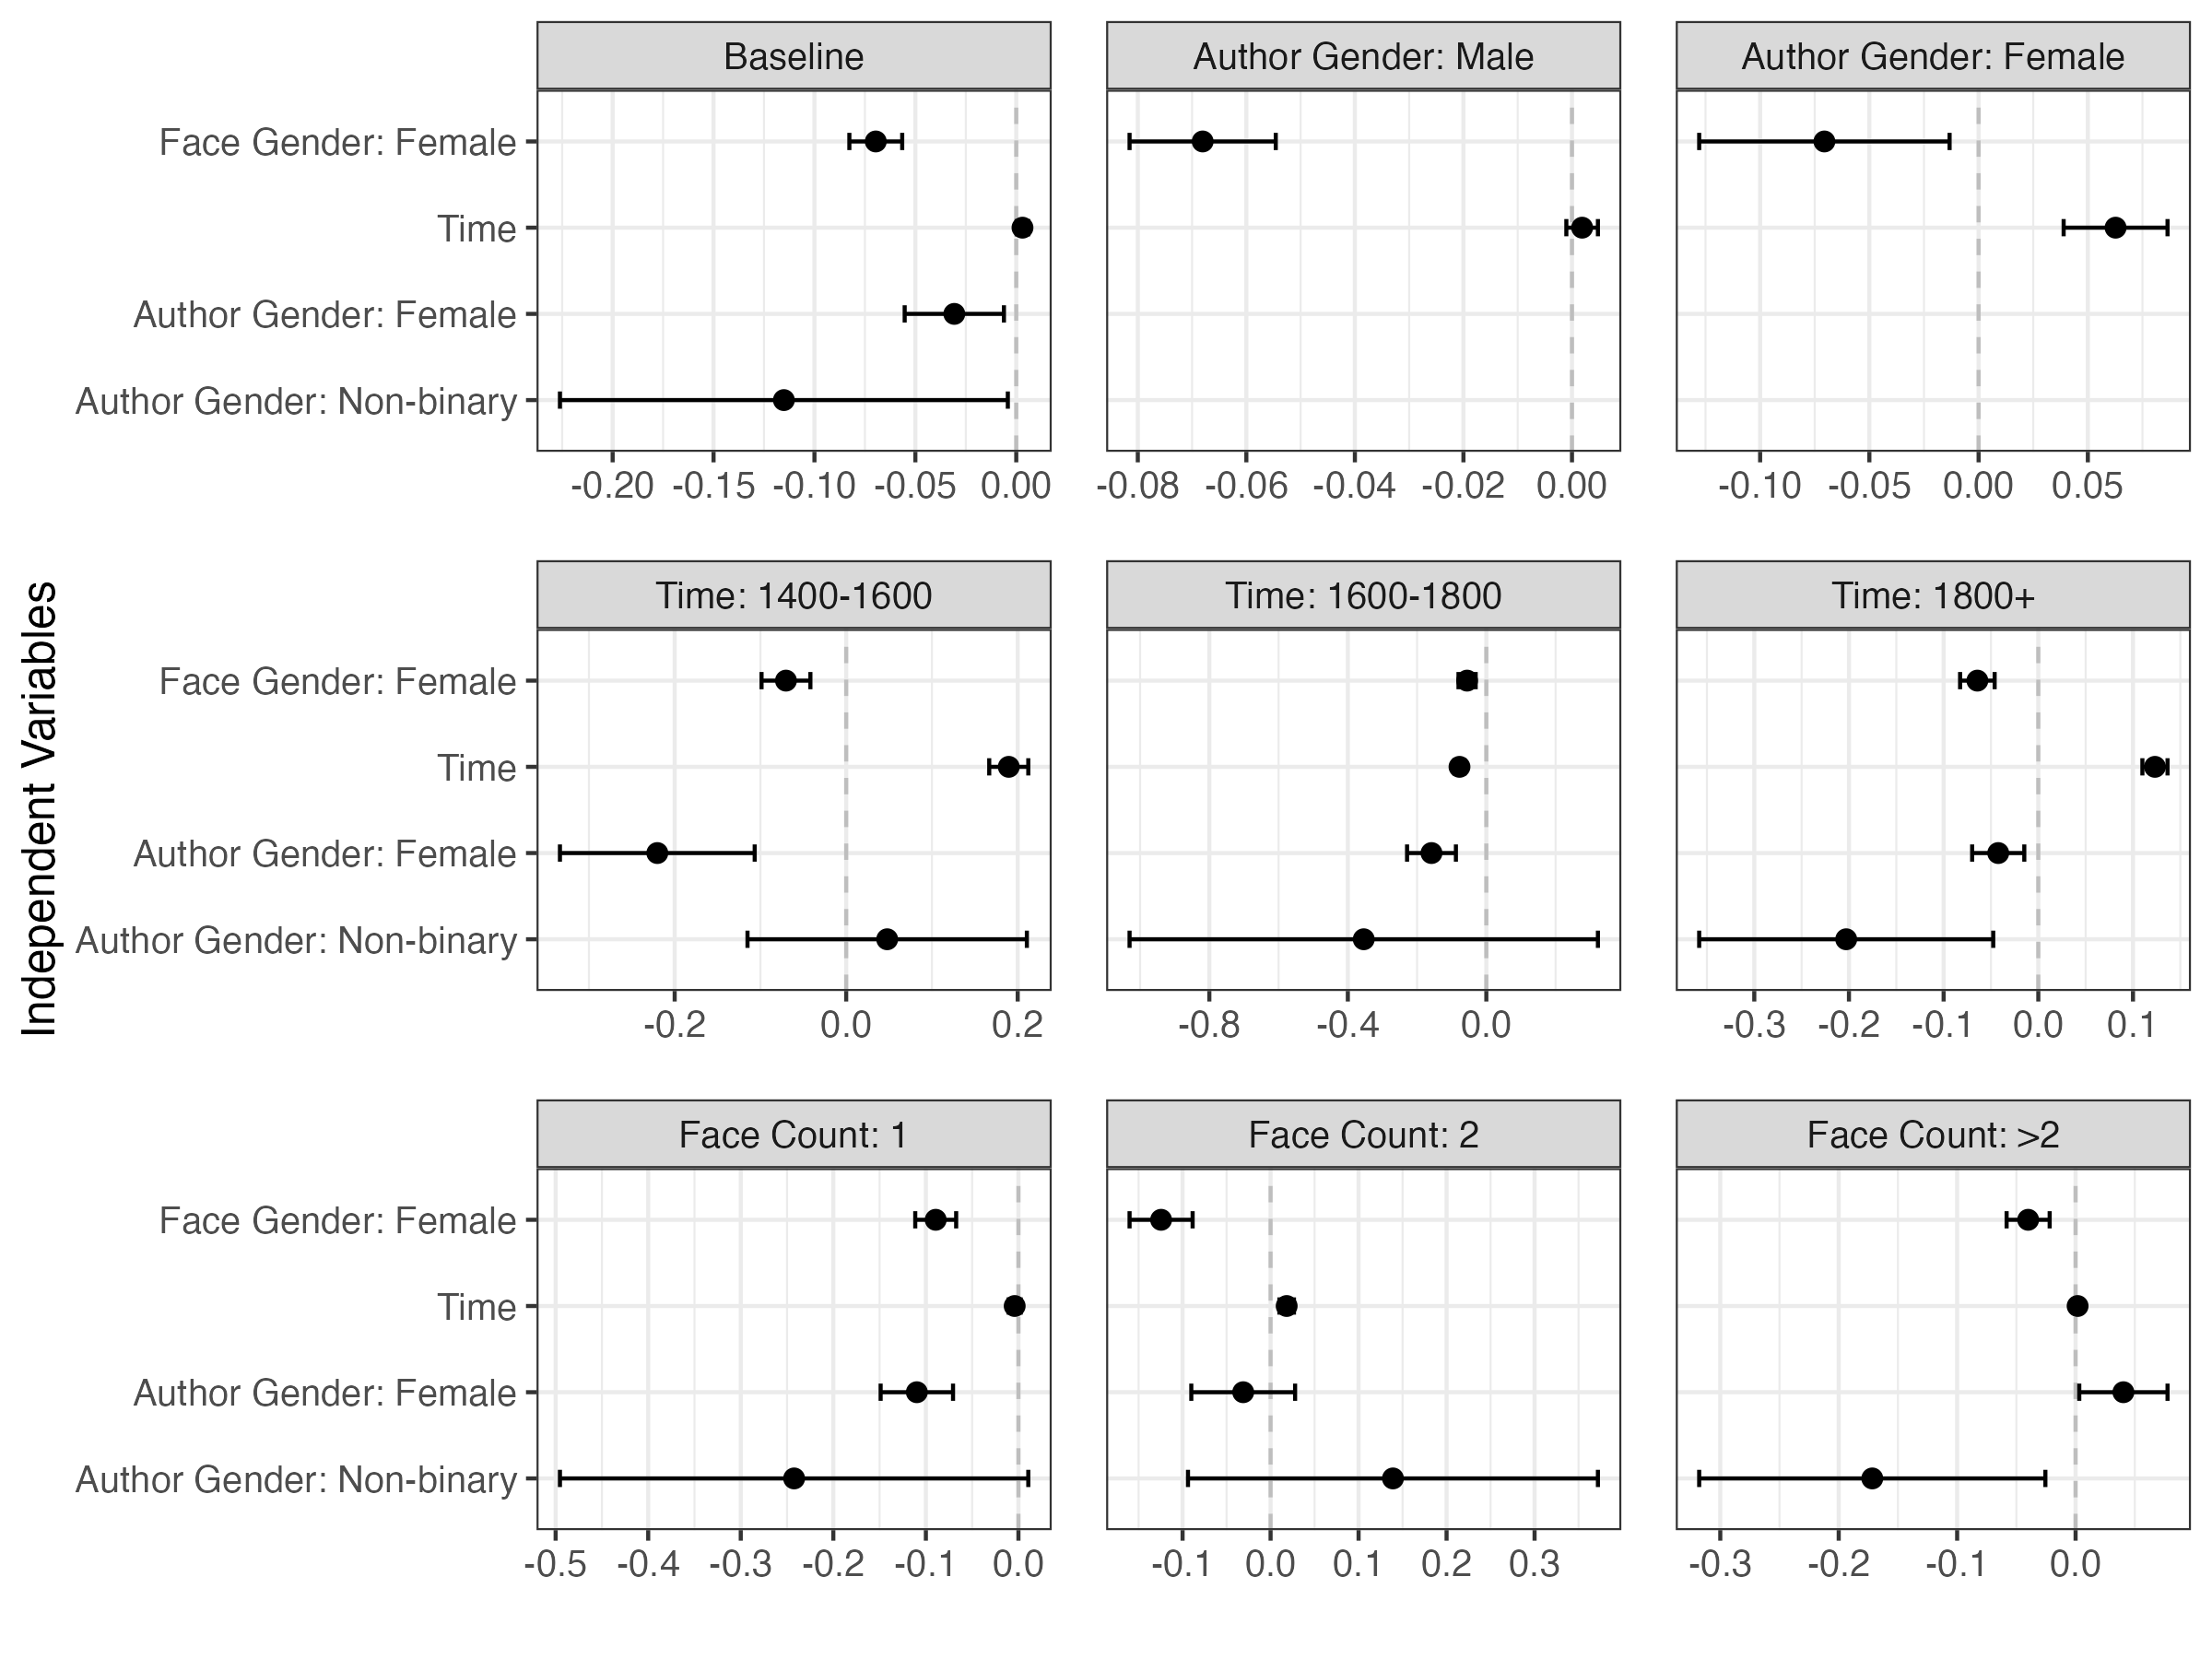 Baseline
Author Gender: Male
Author Gender: Female
Face Gender: Female
Time
Author Gender: Female
Author Gender: Non-binary
-0.20 -0.15 -0.10 -0.05 0.00
-0.08 -0.06 -0.04 -0.02 0.00
-0.10 -0.05 0.00 0.05
Independent Variables
Time: 1400-1600
Time: 1600-1800
Time: 1800+
Face Gender: Female
Time
Author Gender: Female
Author Gender: Non-binary
-0.2 0.0 0.2
-0.8 -0.4 0.0
-0.3 -0.2 -0.1 0.0 0.1
Face Count: 1
Face Count: 2
Face Count: >2
Face Gender: Female
Time
Author Gender: Female
Author Gender: Non-binary
-0.5 -0.4 -0.3 -0.2 -0.1 0.0
-0.1 0.0 0.1 0.2 0.3
-0.3 -0.2 -0.1 0.0